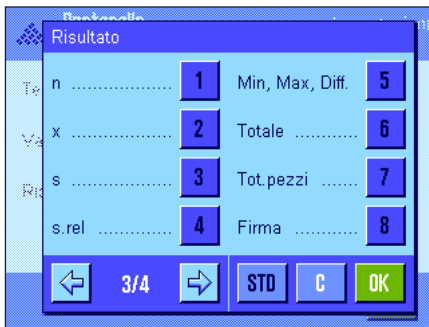 Risultato
n .................. 1
x .................. 2
s .................. 3
s.rel .............. 4
Min, Max, Diff. 5
Totale ............ 6
Tot.pezzi ....... 7
Firma ............ 8
3/4 STD C OK